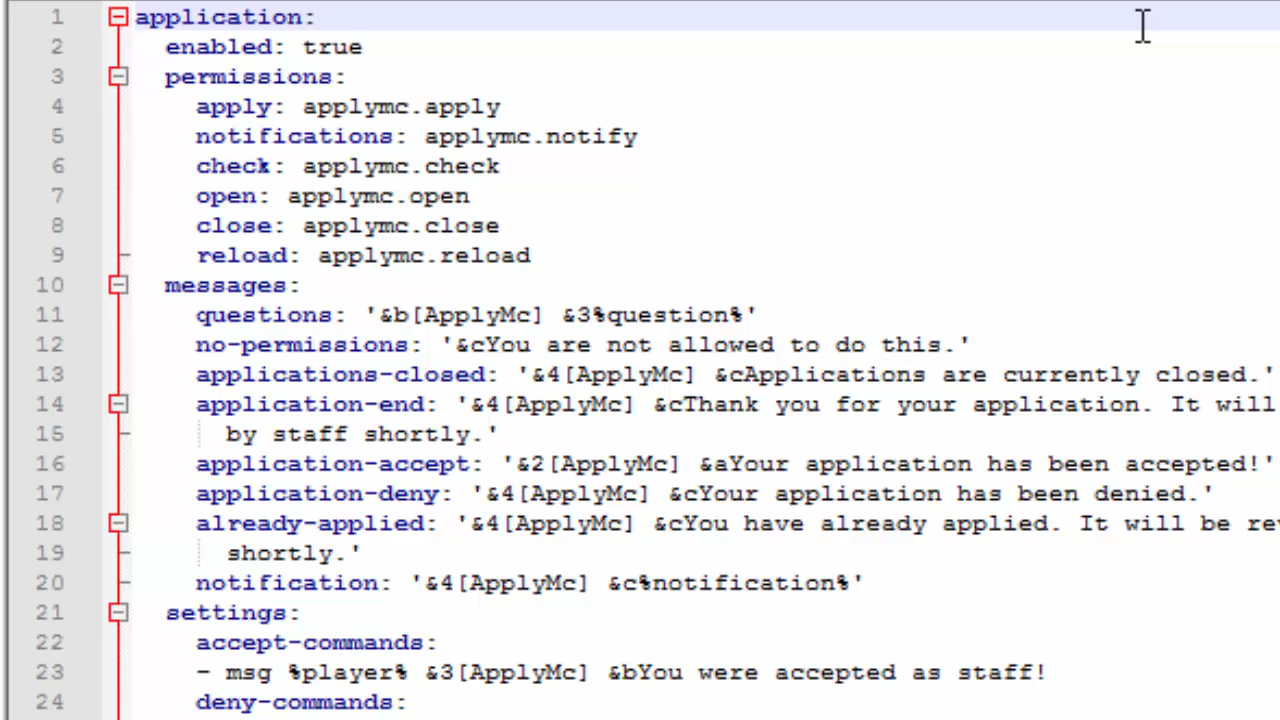 1 application:
2 enabled: true
3 permissions:
4 apply: applymc.apply
5 notifications: applymc.notify
6 check: applymc.check
7 open: applymc.open
8 close: applymc.close
9 reload: applymc.reload
10 messages:
11 questions: '&b[ApplyMc] &3%question%'
12 no-permissions: '&cYou are not allowed to do this.'
13 applications-closed: '&4[ApplyMc] &cApplications are currently closed.'
14 application-end: '&4[ApplyMc] &cThank you for your application. It will
15 by staff shortly.'
16 application-accept: '&2[ApplyMc] &aYour application has been accepted!'
17 application-deny: '&4[ApplyMc] &cYour application has been denied.'
18 already-applied: '&4[ApplyMc] &cYou have already applied. It will be
19 shortly.'
20 notification: '&4[ApplyMc] &c%notification%'
21 settings:
22 accept-commands:
23 - msg %player% &3[ApplyMc] &bYou were accepted as staff!
24 deny-commands: